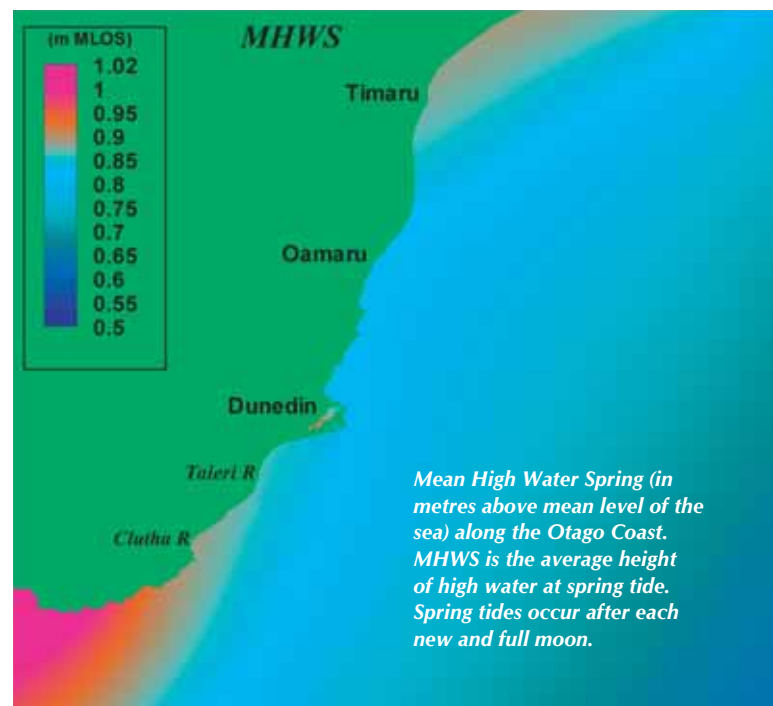 (m MLOS)
MHWS
1.02
1
0.95
0.9
0.85
0.8
0.75
0.7
0.65
0.6
0.55
0.5
Timaru
Oamaru
Dunedin
Taieri R
Clutha R
Mean High Water Spring (in
metres above mean level of the
sea) along the Otago Coast.
MHWS is the average height
of high water at spring tide.
Spring tides occur after each
new and full moon.